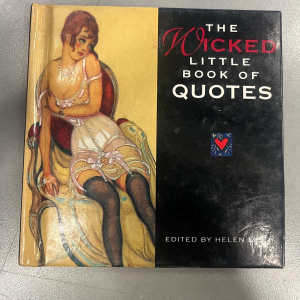 THE
WICKED
LITTLE
BOOK OF
QUOTES
EDITED BY HELEN